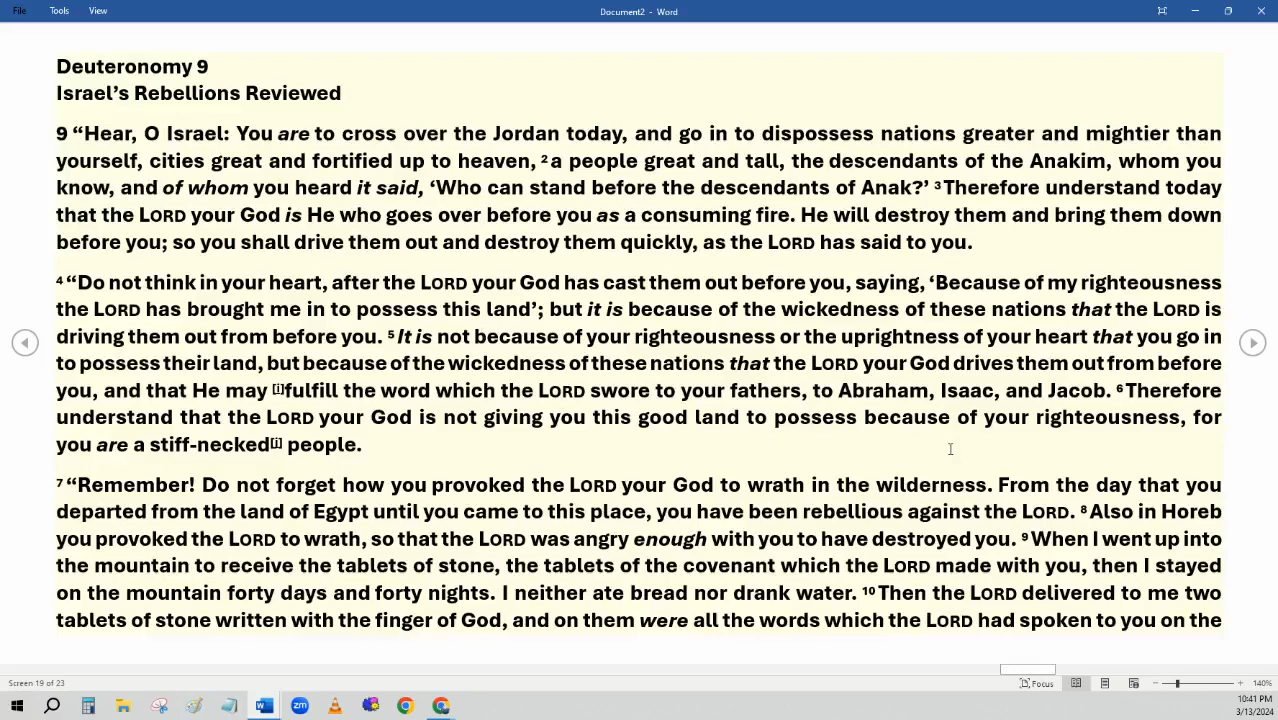 File Tools View Document2 - Word
Deuteronomy 9
Israel's Rebellions Reviewed
9 “Hear, O Israel: You are to cross over the Jordan today, and go in to dispossess nations greater and mightier than
yourself, cities great and fortified up to heaven, 2 a people great and tall, the descendants of the Anakim, whom you
know, and of whom you heard it said, ‘Who can stand before the descendants of Anak?’ 3 Therefore understand today
that the LORD your God is He who goes over before you as a consuming fire. He will destroy them and bring them down
before you; so you shall drive them out and destroy them quickly, as the LORD has said to you.
4 “Do not think in your heart, after the LORD your God has cast them out before you, saying, ‘Because of my righteousness
the LORD has brought me in to possess this land’; but it is because of the wickedness of these nations that the LORD is
driving them out from before you. 5 It is not because of your righteousness or the uprightness of your heart that you go in
to possess their land, but because of the wickedness of these nations that the LORD your God drives them out from before
you, and that He may [i]fulfill the word which the LORD swore to your fathers, to Abraham, Isaac, and Jacob. 6 Therefore
understand that the LORD your God is not giving you this good land to possess because of your righteousness, for
you are a stiff-necked[j] people.
7 “Remember! Do not forget how you provoked the LORD your God to wrath in the wilderness. From the day that you
departed from the land of Egypt until you came to this place, you have been rebellious against the LORD. 8 Also in Horeb
you provoked the LORD to wrath, so that the LORD was angry enough with you to have destroyed you. 9 When I went up into
the mountain to receive the tablets of stone, the tablets of the covenant which the LORD made with you, then I stayed
on the mountain forty days and forty nights. I neither ate bread nor drank water. 10 Then the LORD delivered to me two
tablets of stone written with the finger of God, and on them were all the words which the LORD had spoken to you on the
Screen 19 of 23 Focus 140%
W zm 10:41 PM
3/13/2024